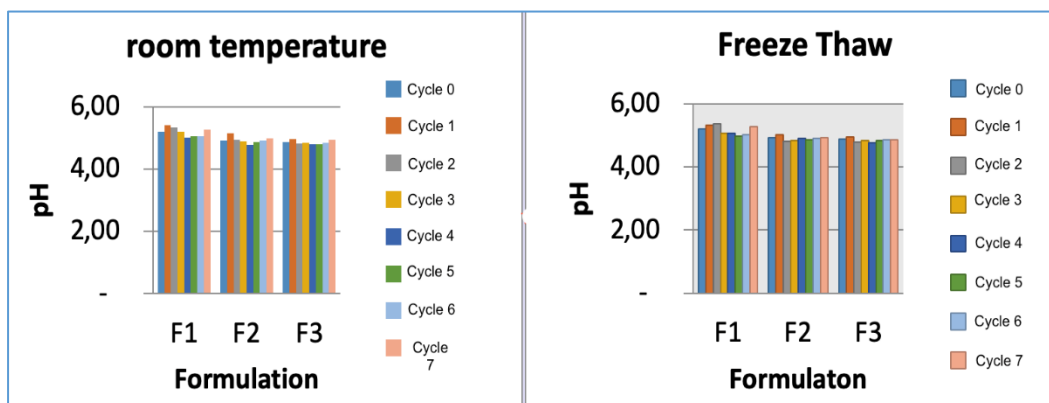 room temperature
6,00
4,00
2,00
-
pH
F1 F2 F3
Formulation
Cycle 0
Cycle 1
Cycle 2
Cycle 3
Cycle 4
Cycle 5
Cycle 6
Cycle
7
Freeze Thaw
6,00
4,00
2,00
-
pH
F1 F2 F3
Formulaton
Cycle 0
Cycle 1
Cycle 2
Cycle 3
Cycle 4
Cycle 5
Cycle 6
Cycle 7